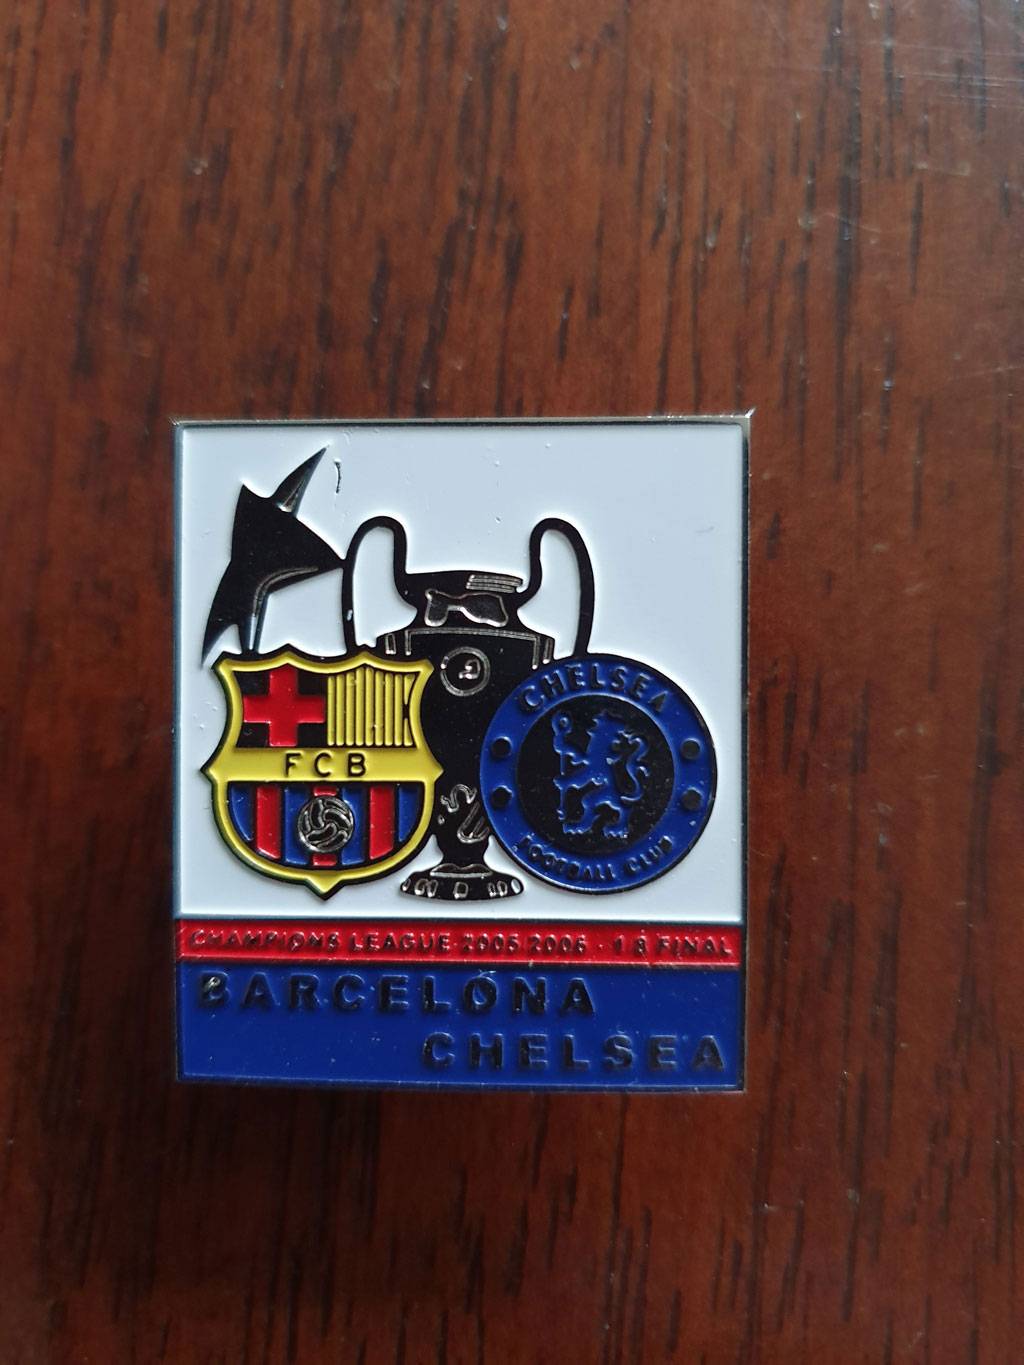 FCB
CHELSEA
FOOTBALL CLUB
CHAMPIONS LEAGUE 2005/2006 · 1/8 FINAL
BARCELONA
CHELSEA